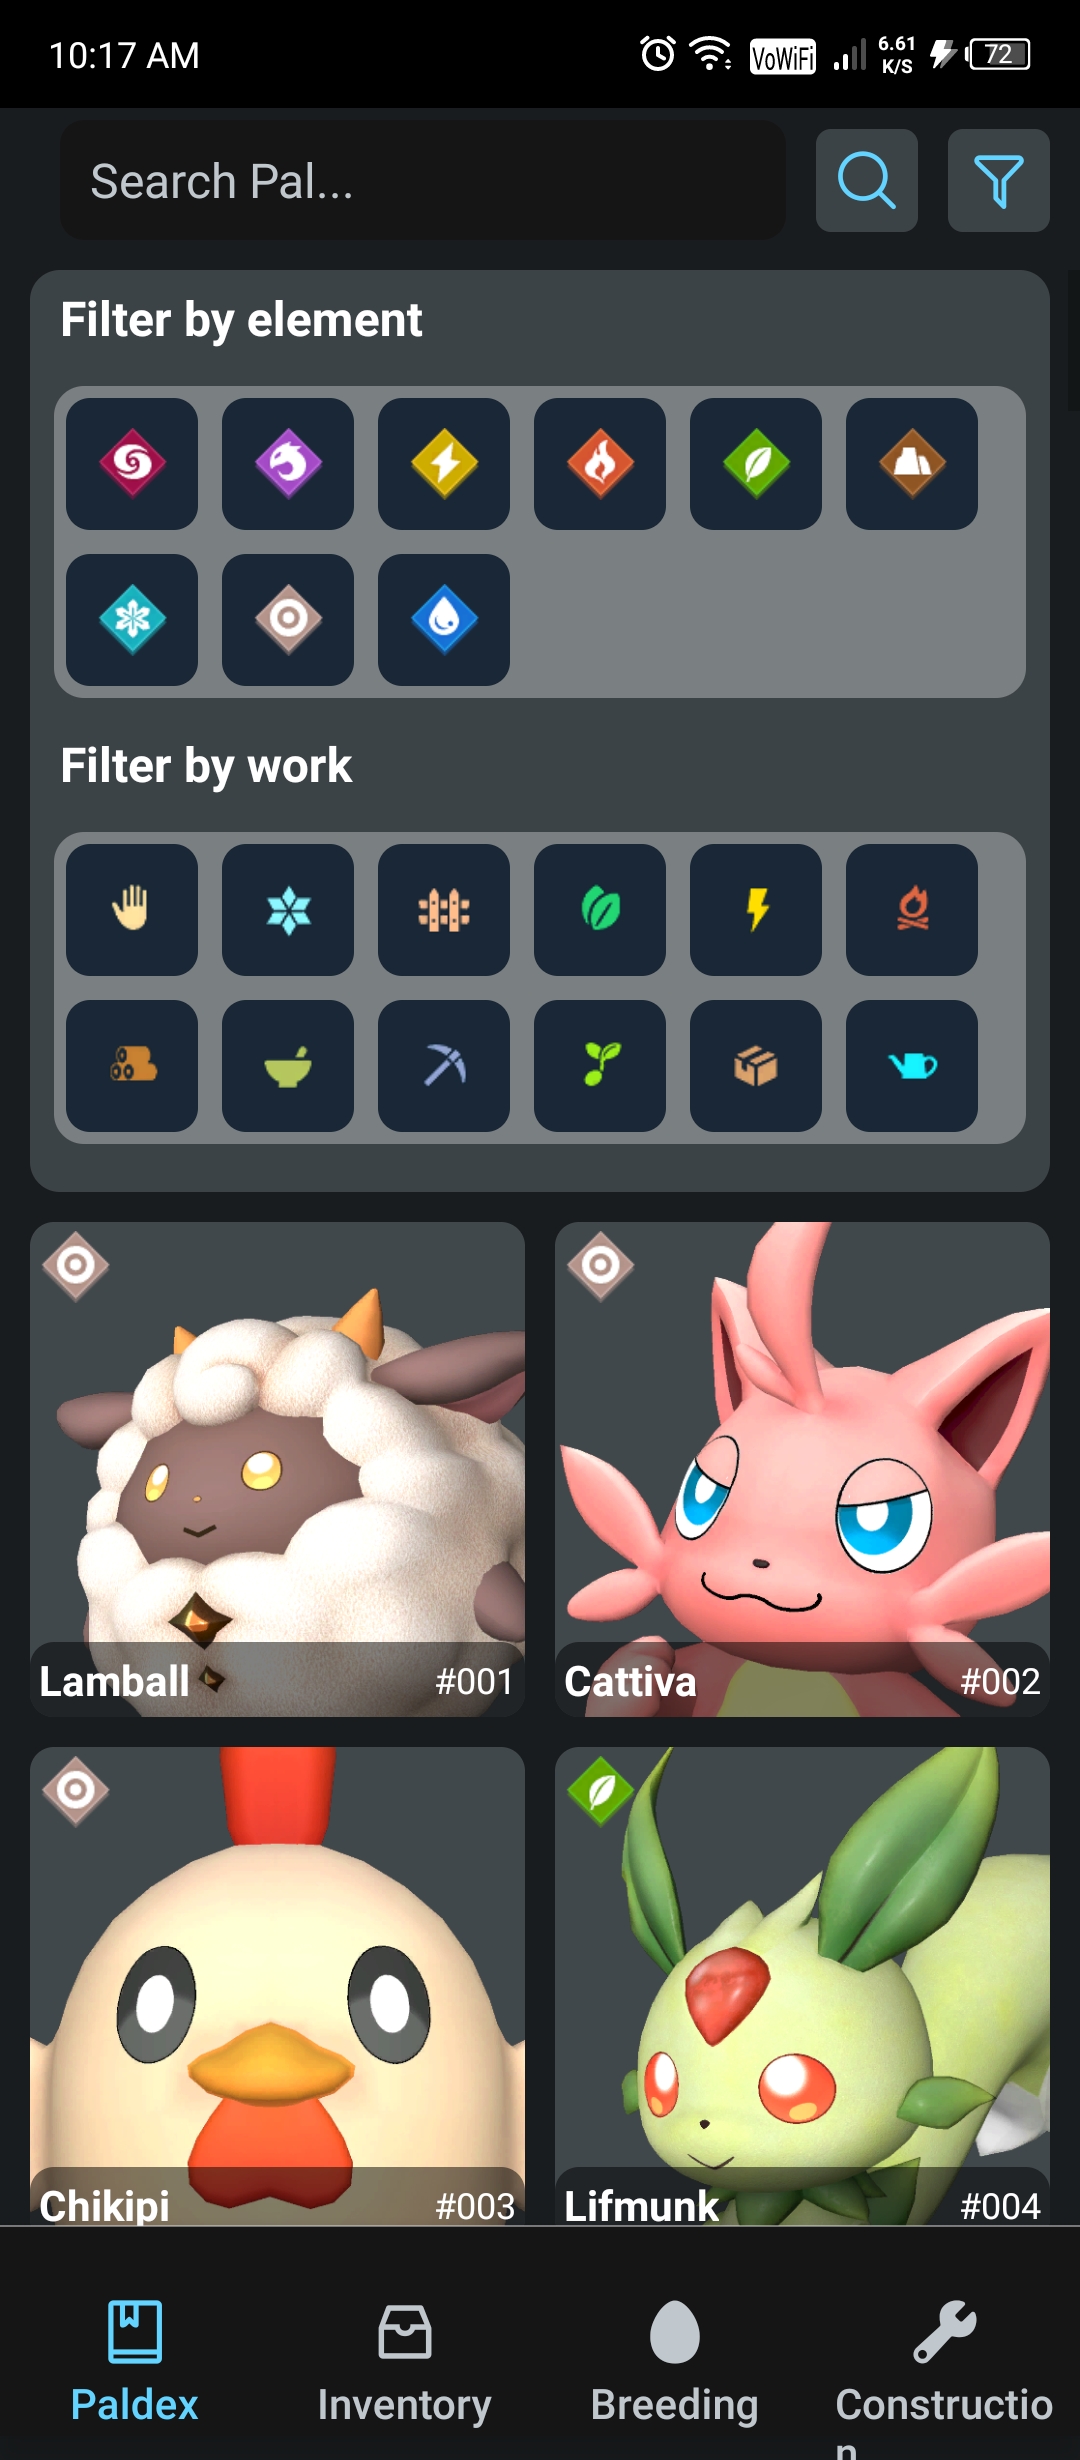 10:17 AM
VoWiFi
6.61
K/S
72
Search Pal...
Filter by element
Filter by work
Lamball #001
Cattiva #002
Chikipi #003
Lifmunk #004
Paldex
Inventory
Breeding
Constructio
n